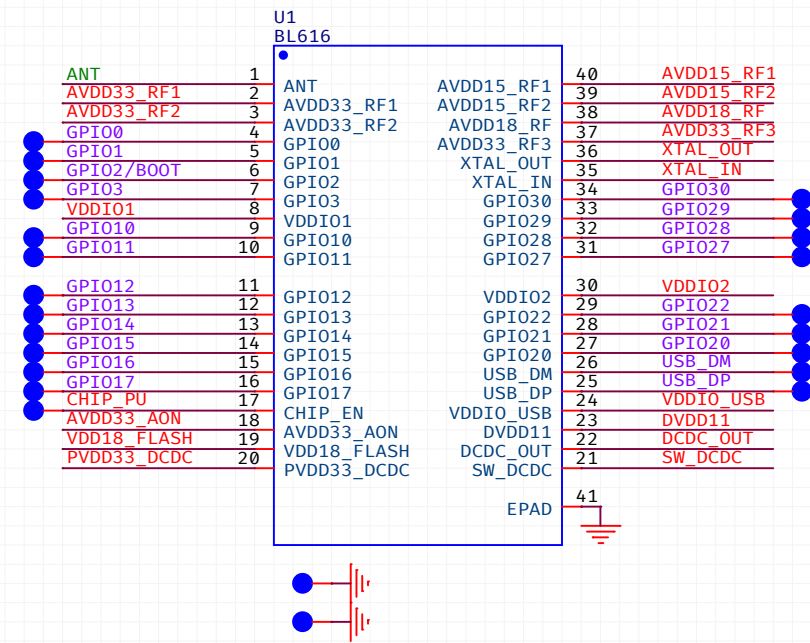 U1
BL616
ANT 1 ANT AVDD15_RF1 40 AVDD15_RF1
AVDD33_RF1 2 AVDD33_RF1 AVDD15_RF2 39 AVDD15_RF2
AVDD33_RF2 3 AVDD33_RF2 AVDD18_RF 38 AVDD18_RF
GPIO0 4 GPIO0 AVDD33_RF3 37 AVDD33_RF3
GPIO1 5 GPIO1 XTAL_OUT 36 XTAL_OUT
GPIO2/BOOT 6 GPIO2 XTAL_IN 35 XTAL_IN
GPIO3 7 GPIO3 GPIO30 34 GPIO30
VDDIO1 8 VDDIO1 GPIO29 33 GPIO29
GPIO10 9 GPIO10 GPIO28 32 GPIO28
GPIO11 10 GPIO11 GPIO27 31 GPIO27
GPIO12 11 GPIO12 VDDIO2 30 VDDIO2
GPIO13 12 GPIO13 GPIO22 29 GPIO22
GPIO14 13 GPIO14 GPIO21 28 GPIO21
GPIO15 14 GPIO15 GPIO20 27 GPIO20
GPIO16 15 GPIO16 USB_DM 26 USB_DM
GPIO17 16 GPIO17 USB_DP 25 USB_DP
CHIP_PU 17 CHIP_EN VDDIO_USB 24 VDDIO_USB
AVDD33_AON 18 AVDD33_AON DVDD11 23 DVDD11
VDD18_FLASH 19 VDD18_FLASH DCDC_OUT 22 DCDC_OUT
PVDD33_DCDC 20 PVDD33_DCDC SW_DCDC 21 SW_DCDC
EPAD 41